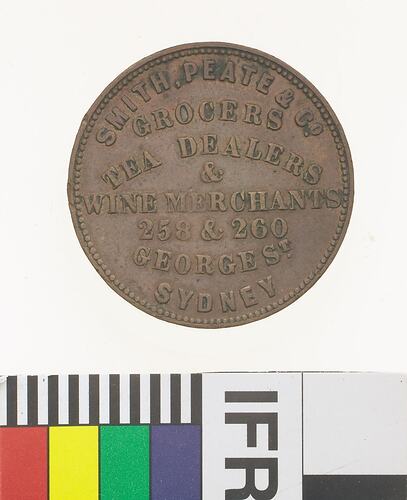 SMITH, PEATE & Co.
GROCERS
TEA DEALERS
&
WINE MERCHANTS
258 & 260
GEORGE ST
SYDNEY
IFR